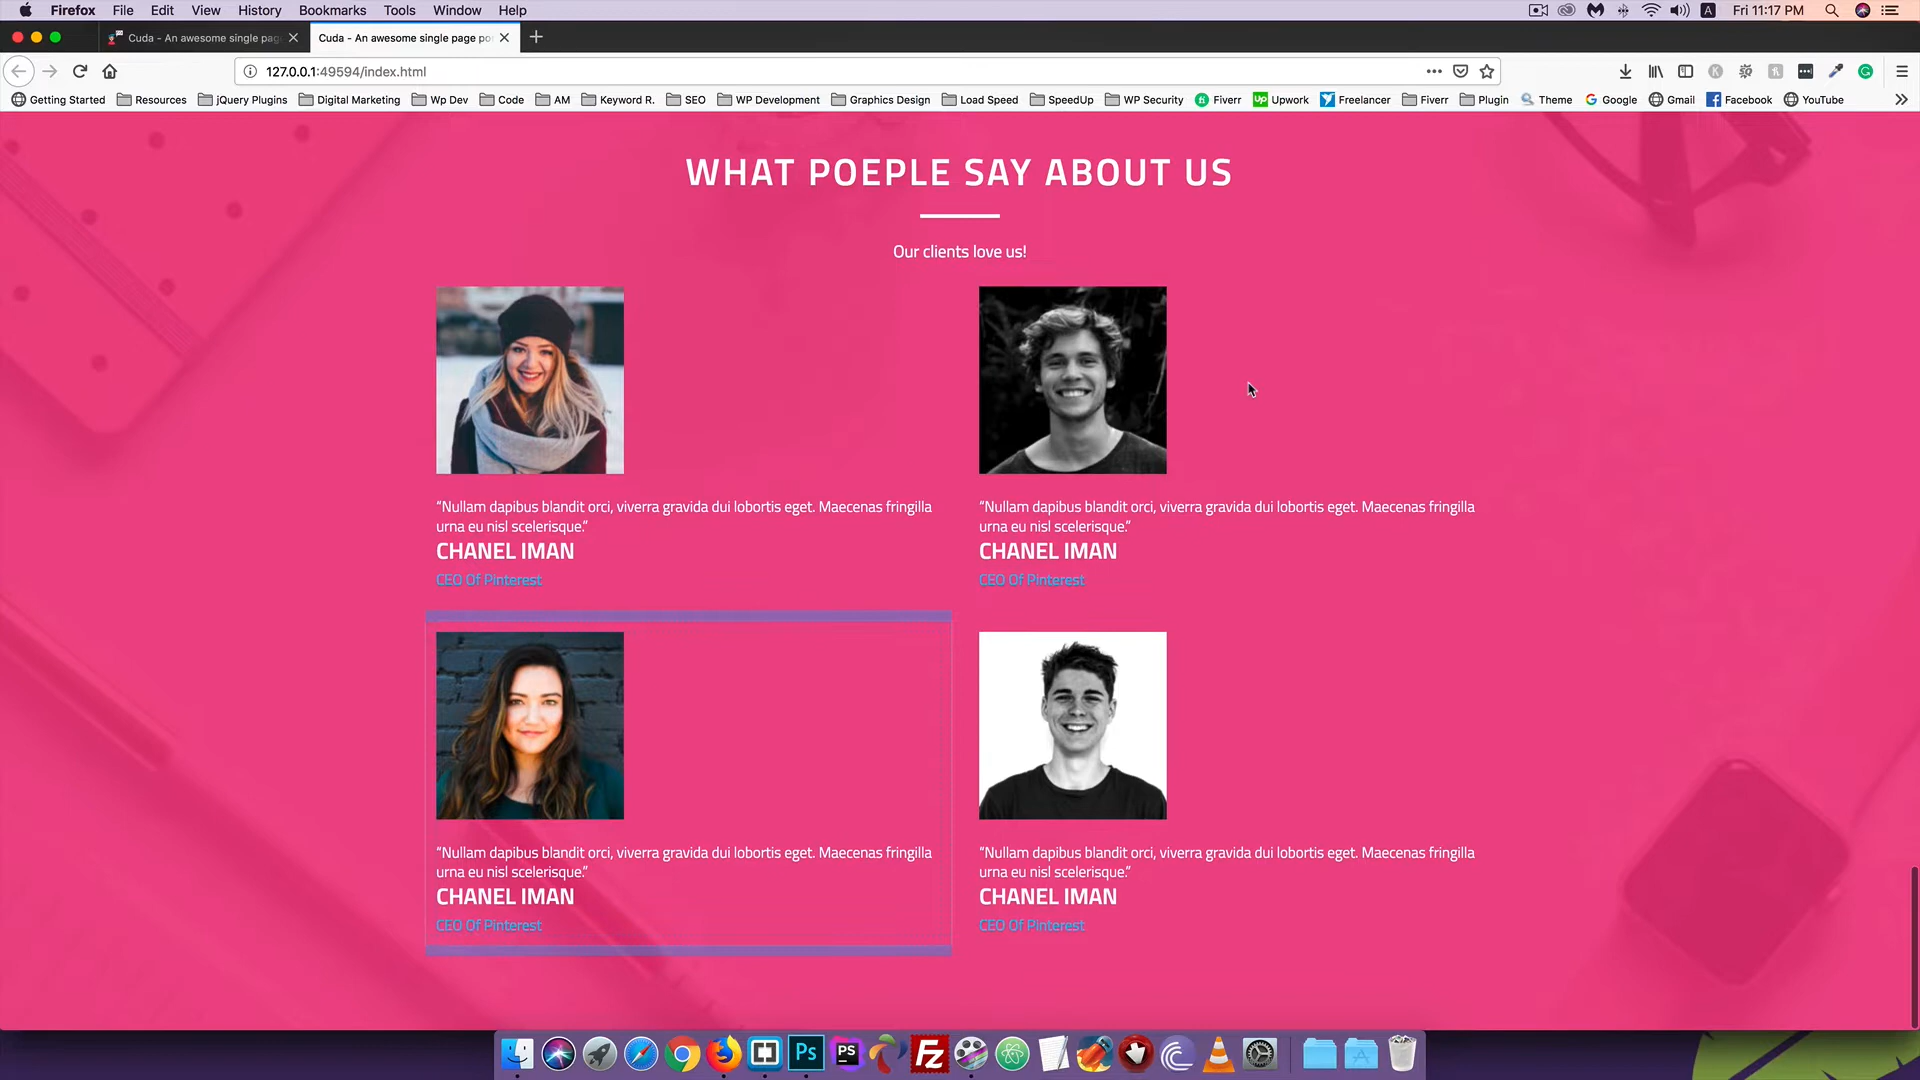 Firefox File Edit View History Bookmarks Tools Window Help
A Fri 11:17 PM
Cuda - An awesome single pag
Cuda - An awesome single page po
127.0.0.1:49594/index.html
Getting Started Resources jQuery Plugins Digital Marketing Wp Dev Code AM Keyword R. SEO WP Development Graphics Design Load Speed SpeedUp WP Security Fiverr Upwork Freelancer Fiverr Plugin Theme Google Gmail Facebook YouTube
WHAT POEPLE SAY ABOUT US
Our clients love us!
“Nullam dapibus blandit orci, viverra gravida dui lobortis eget. Maecenas fringilla
urna eu nisl scelerisque.”
CHANEL IMAN
CEO Of Pinterest
“Nullam dapibus blandit orci, viverra gravida dui lobortis eget. Maecenas fringilla
urna eu nisl scelerisque.”
CHANEL IMAN
CEO Of Pinterest
“Nullam dapibus blandit orci, viverra gravida dui lobortis eget. Maecenas fringilla
urna eu nisl scelerisque.”
CHANEL IMAN
CEO Of Pinterest
“Nullam dapibus blandit orci, viverra gravida dui lobortis eget. Maecenas fringilla
urna eu nisl scelerisque.”
CHANEL IMAN
CEO Of Pinterest
Ps PS FZ